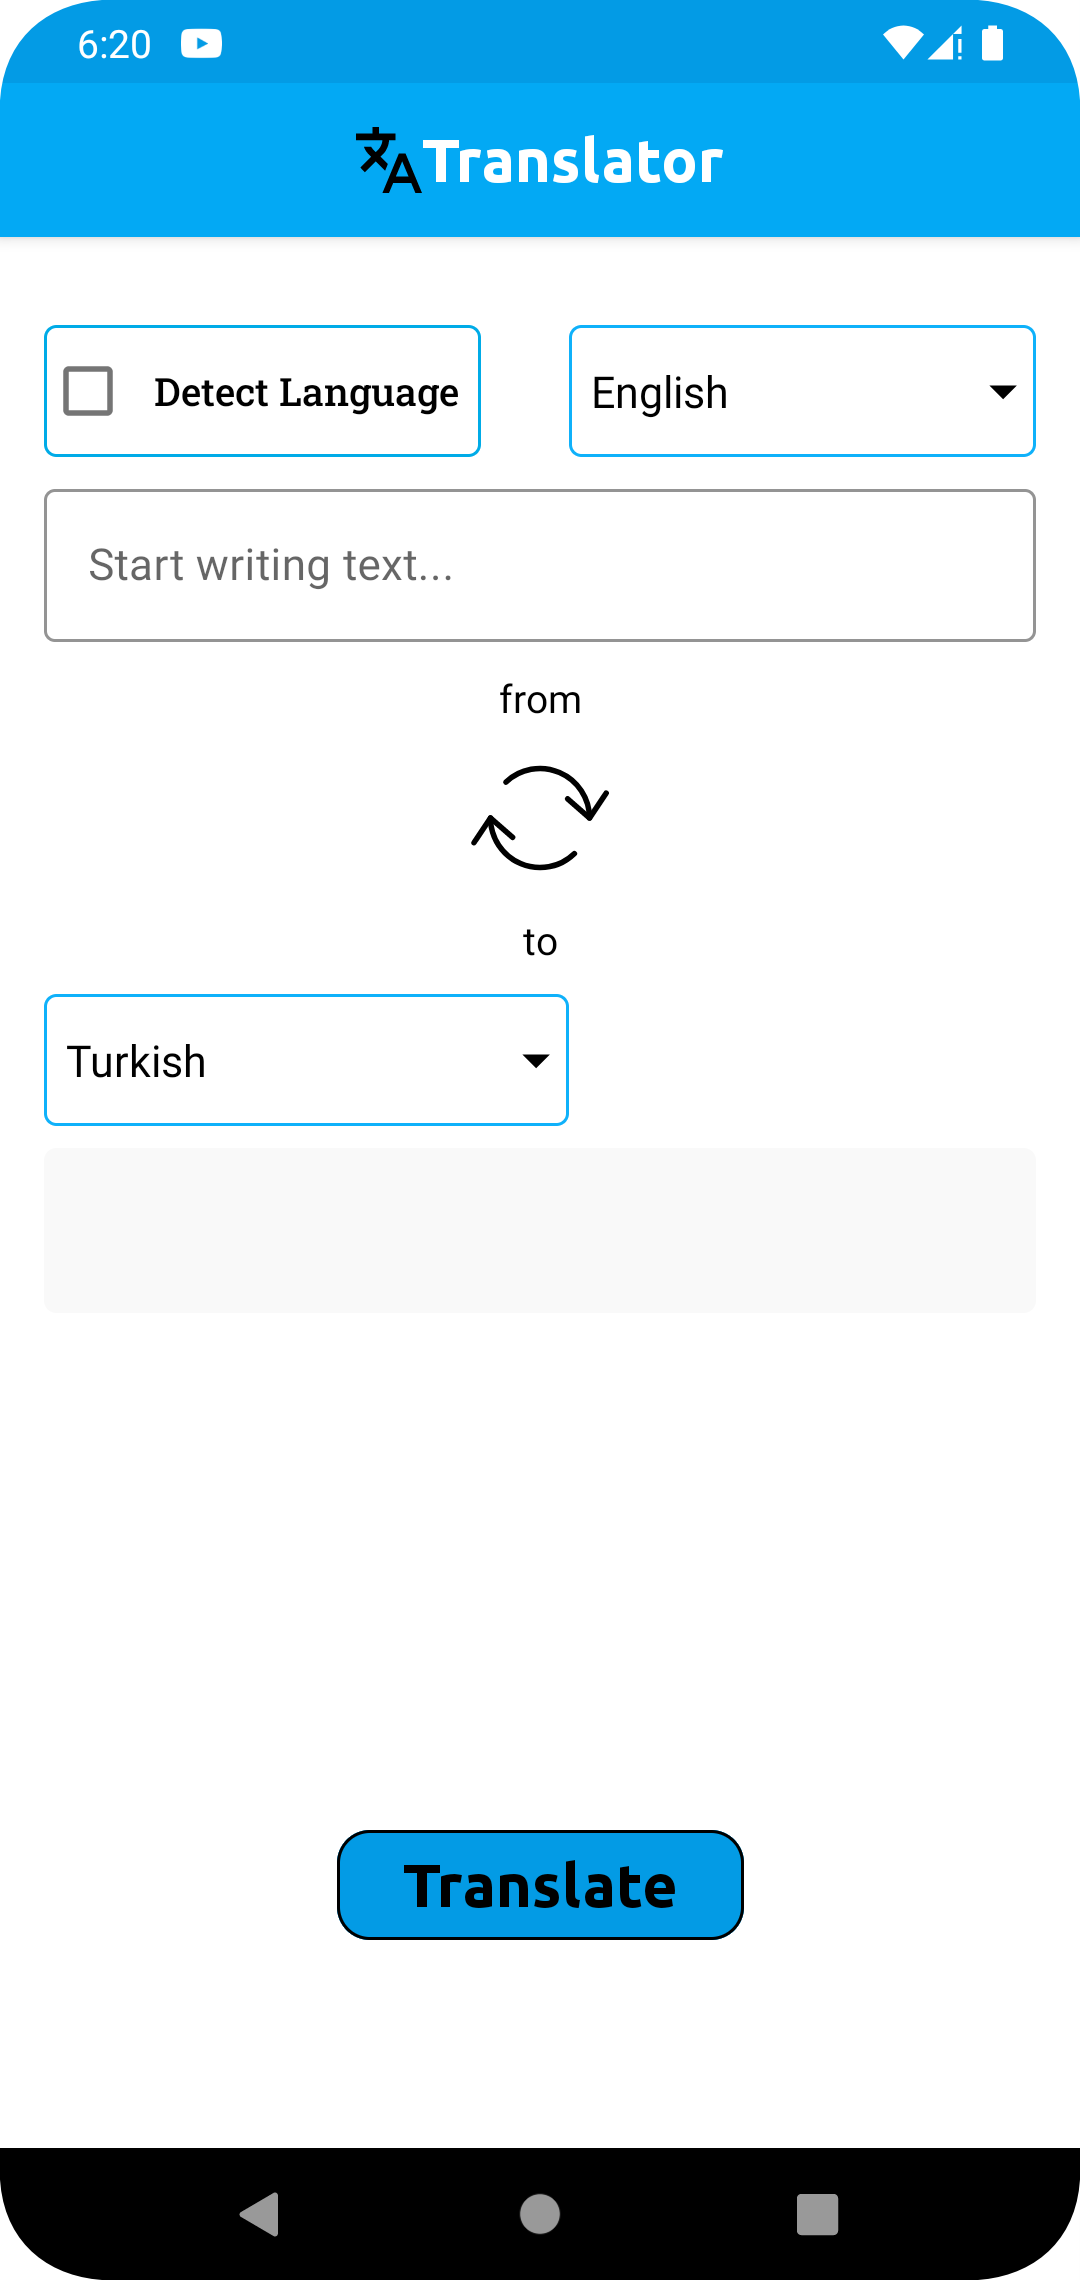 6:20
Translator
Detect Language
English
Start writing text...
from
to
Turkish
Translate